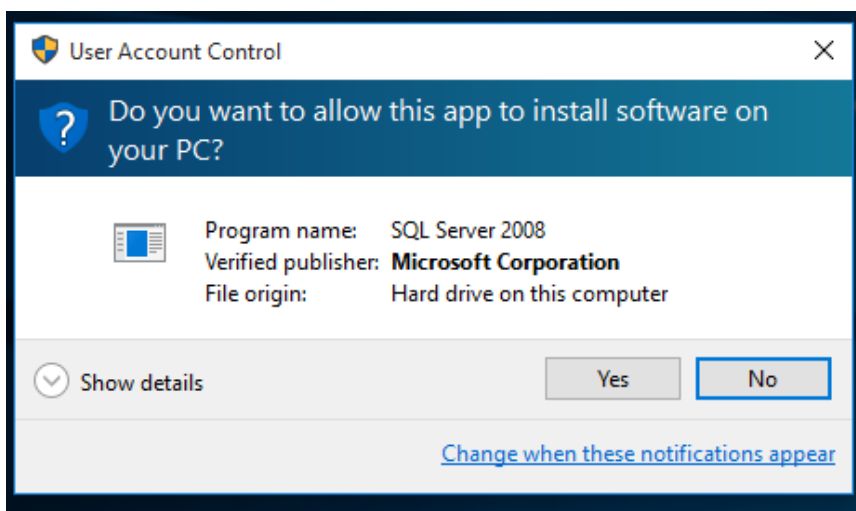 User Account Control
Do you want to allow this app to install software on
your PC?
Program name: SQL Server 2008
Verified publisher: Microsoft Corporation
File origin: Hard drive on this computer
Show details
Yes No
Change when these notifications appear